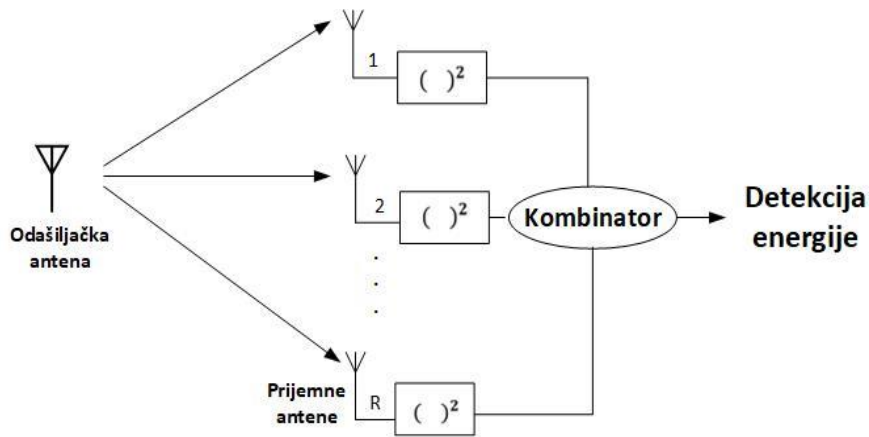 1
( )²
Odašiljačka
antena
2
( )²
Kombinator
Detekcija
energije
.
.
.
Prijemne
antene
R
( )²